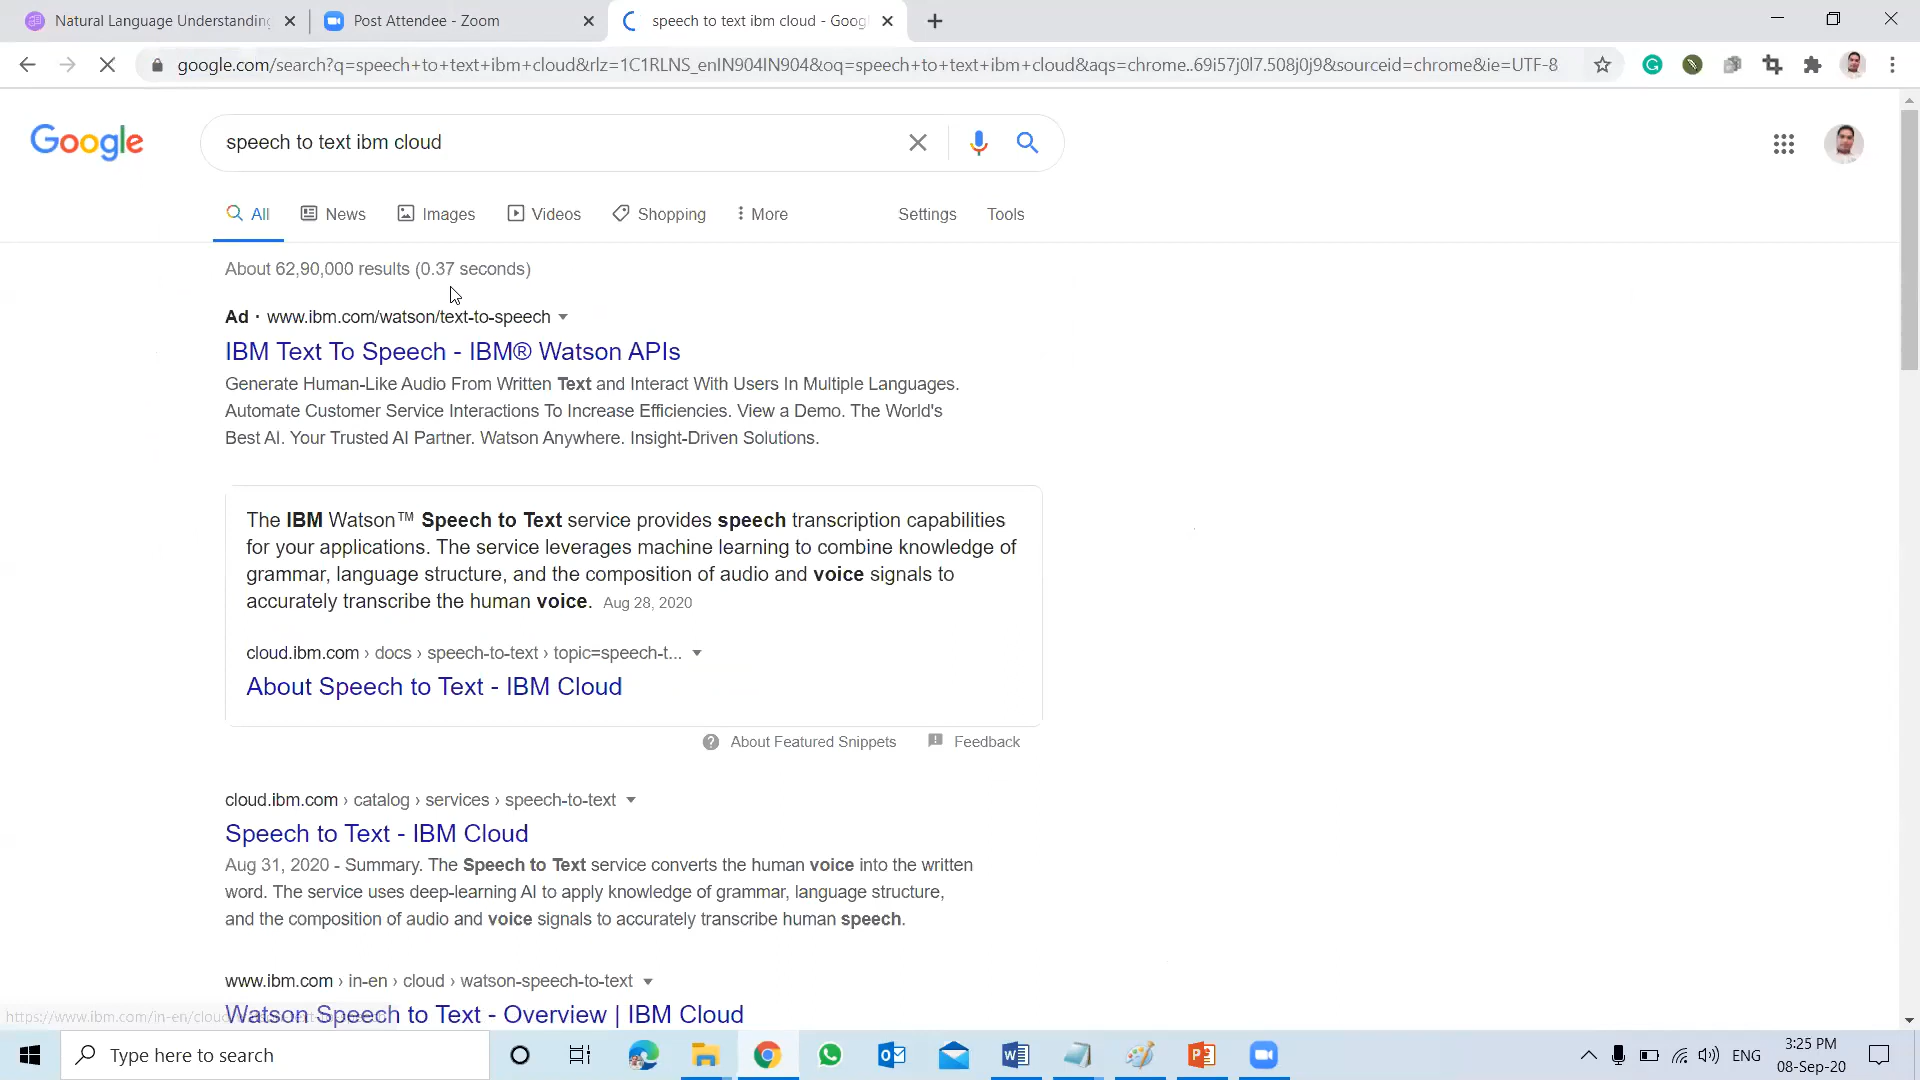 Natural Language Understanding
Post Attendee - Zoom
speech to text ibm cloud - Goog
google.com/search?q=speech+to+text+ibm+cloud&rlz=1C1RLNS_enIN904IN904&oq=speech+to+text+ibm+cloud&aqs=chrome..69i57j0l7.508j0j9&sourceid=chrome&ie=UTF-8
Google
speech to text ibm cloud
All
News
Images
Videos
Shopping
More
Settings
Tools
About 62,90,000 results (0.37 seconds)
Ad · www.ibm.com/watson/text-to-speech
IBM Text To Speech - IBM® Watson APIs
Generate Human-Like Audio From Written Text and Interact With Users In Multiple Languages.
Automate Customer Service Interactions To Increase Efficiencies. View a Demo. The World's
Best AI. Your Trusted AI Partner. Watson Anywhere. Insight-Driven Solutions.
The IBM Watson™ Speech to Text service provides speech transcription capabilities
for your applications. The service leverages machine learning to combine knowledge of
grammar, language structure, and the composition of audio and voice signals to
accurately transcribe the human voice. Aug 28, 2020
cloud.ibm.com › docs › speech-to-text › topic=speech-t...
About Speech to Text - IBM Cloud
About Featured Snippets
Feedback
cloud.ibm.com › catalog › services › speech-to-text
Speech to Text - IBM Cloud
Aug 31, 2020 - Summary. The Speech to Text service converts the human voice into the written
word. The service uses deep-learning AI to apply knowledge of grammar, language structure,
and the composition of audio and voice signals to accurately transcribe human speech.
www.ibm.com › in-en › cloud › watson-speech-to-text
Watson Speech to Text - Overview | IBM Cloud
https://www.ibm.com/in-en/cloud
Type here to search
ENG
3:25 PM
08-Sep-20